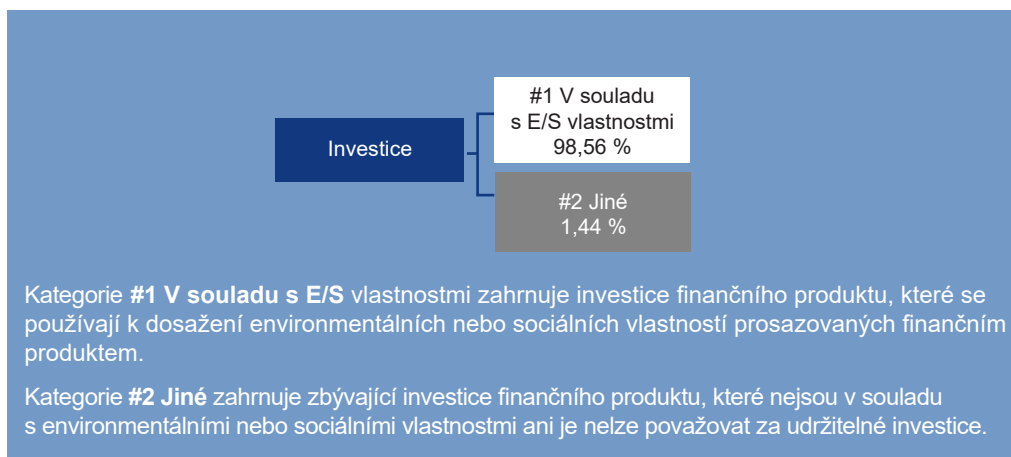 #1 V souladu
s E/S vlastnostmi
98,56 %
Investice
#2 Jiné
1,44 %
Kategorie #1 V souladu s E/S vlastnostmi zahrnuje investice finančního produktu, které se
používají k dosažení environmentálních nebo sociálních vlastností prosazovaných finančním
produktem.
Kategorie #2 Jiné zahrnuje zbývající investice finančního produktu, které nejsou v souladu
s environmentálními nebo sociálními vlastnostmi ani je nelze považovat za udržitelné investice.